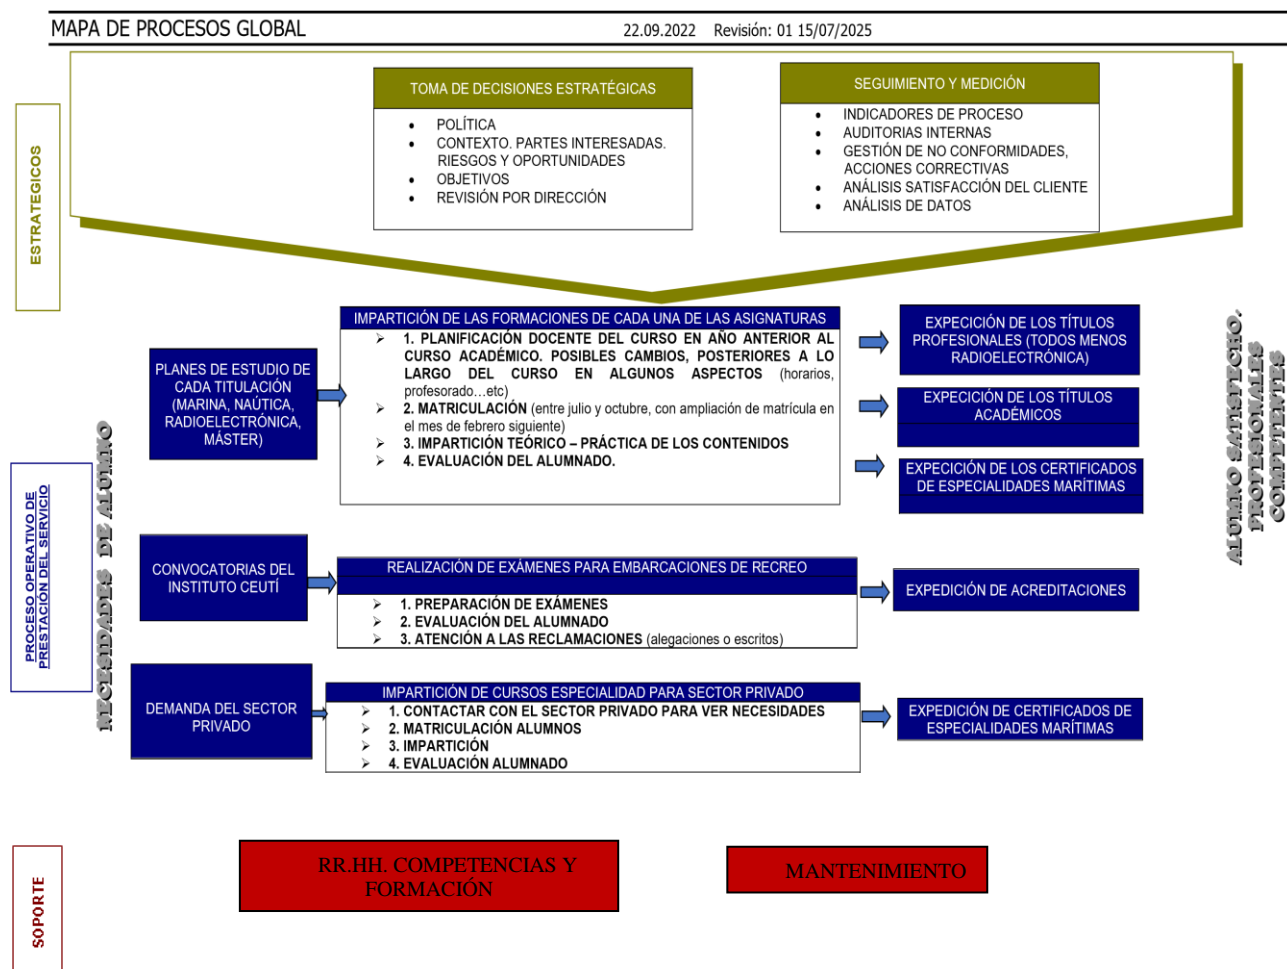 MAPA DE PROCESOS GLOBAL
22.09.2022 Revisión: 01 15/07/2025
ESTRATEGICOS
TOMA DE DECISIONES ESTRATÉGICAS
• POLÍTICA
• CONTEXTO. PARTES INTERESADAS.
RIESGOS Y OPORTUNIDADES
• OBJETIVOS
• REVISIÓN POR DIRECCIÓN
SEGUIMIENTO Y MEDICIÓN
• INDICADORES DE PROCESO
• AUDITORIAS INTERNAS
• GESTIÓN DE NO CONFORMIDADES,
ACCIONES CORRECTIVAS
• ANÁLISIS SATISFACCIÓN DEL CLIENTE
• ANÁLISIS DE DATOS
PROCESO OPERATIVO DE
PRESTACIÓN DEL SERVICIO
NECESIDADES DE ALUMNO
PLANES DE ESTUDIO DE
CADA TITULACIÓN
(MARINA, NAÚTICA,
RADIOELECTRÓNICA,
MÁSTER)
IMPARTICIÓN DE LAS FORMACIONES DE CADA UNA DE LAS ASIGNATURAS
➢ 1. PLANIFICACIÓN DOCENTE DEL CURSO EN AÑO ANTERIOR AL
CURSO ACADÉMICO. POSIBLES CAMBIOS, POSTERIORES A LO
LARGO DEL CURSO EN ALGUNOS ASPECTOS (horarios,
profesorado…etc)
➢ 2. MATRICULACIÓN (entre julio y octubre, con ampliación de matrícula en
el mes de febrero siguiente)
➢ 3. IMPARTICIÓN TEÓRICO – PRÁCTICA DE LOS CONTENIDOS
➢ 4. EVALUACIÓN DEL ALUMNADO.
EXPECIÓN DE LOS TÍTULOS
PROFESIONALES (TODOS MENOS
RADIOELECTRÓNICA)
EXPECIÓN DE LOS TÍTULOS
ACADÉMICOS
EXPECIÓN DE LOS CERTIFICADOS
DE ESPECIALIDADES MARÍTIMAS
CONVOCATORIAS DEL
INSTITUTO CEUTÍ
REALIZACIÓN DE EXÁMENES PARA EMBARCACIONES DE RECREO
➢ 1. PREPARACIÓN DE EXÁMENES
➢ 2. EVALUACIÓN DEL ALUMNADO
➢ 3. ATENCIÓN A LAS RECLAMACIONES (alegaciones o escritos)
EXPEDICIÓN DE ACREDITACIONES
DEMANDA DEL SECTOR
PRIVADO
IMPARTICIÓN DE CURSOS ESPECIALIDAD PARA SECTOR PRIVADO
➢ 1. CONTACTAR CON EL SECTOR PRIVADO PARA VER NECESIDADES
➢ 2. MATRICULACIÓN ALUMNOS
➢ 3. IMPARTICIÓN
➢ 4. EVALUACIÓN ALUMNADO
EXPEDICIÓN DE CERTIFICADOS DE
ESPECIALIDADES MARÍTIMAS
ALUMNO SATISTECHO.
PROFESIONALES
COMPETENTES
SOPORTE
RR.HH. COMPETENCIAS Y
FORMACIÓN
MANTENIMIENTO